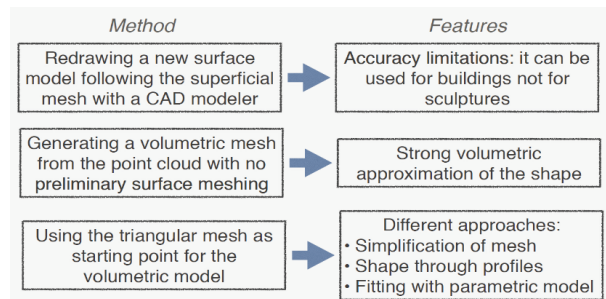 Method
Features
Redrawing a new surface
model following the superficial
mesh with a CAD modeler
Accuracy limitations: it can be
used for buildings not for
sculptures
Generating a volumetric mesh
from the point cloud with no
preliminary surface meshing
Strong volumetric
approximation of the shape
Using the triangular mesh as
starting point for the
volumetric model
Different approaches:
• Simplification of mesh
• Shape through profiles
• Fitting with parametric model